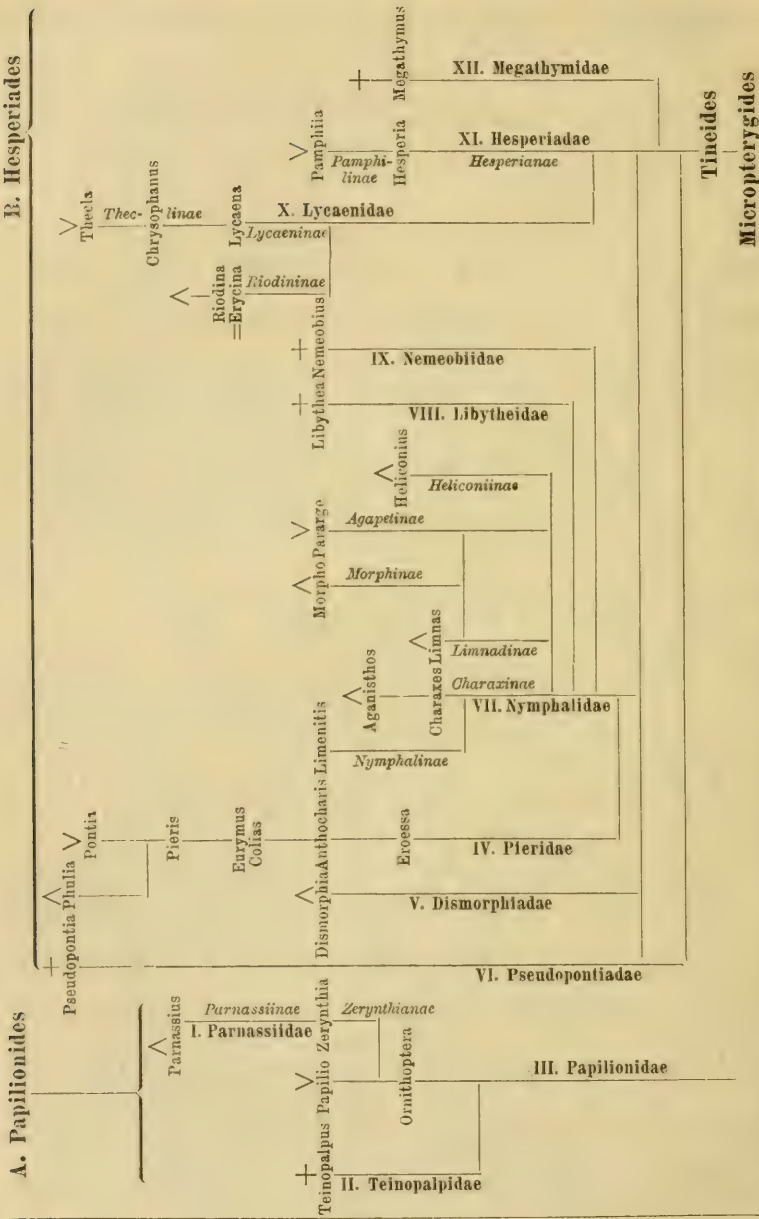 B. Hesperiades
+
Megathymus
XII. Megathymidae
>
Pamphila
Pamphi-
linae
Hesperia
XI. Hesperiadae
Hesperianae
Tineides
Micropterygides
>
Thecla
Thec-
linae
Chrysophanus
Lycaena
X. Lycaenidae
Lycaeninae
<
Riodina
=Erycina
Riodininae
+
Nemeobius
IX. Nemeobiidae
+
Libythea
VIII. Libytheidae
<
Heliconius
Heliconiinae
>
Pararge
Agapetinae
<
Morpho
Morphinae
<
Limnas
Limnadinae
<
Aganisthos
Charaxes
Charaxinae
VII. Nymphalidae
Limenitis
Nymphalinae
>
Pontia
Pieris
Eurymus
Colias
Anthocharis
Eroessa
IV. Pieridae
<
Phulia
<
Dismorphia
V. Dismorphiadae
+
Pseudopontia
VI. Pseudopontiadae
A. Papilionides
<
Parnassius
Parnassiinae
I. Parnassiidae
Zerynthia
Zerynthianae
>
Papilio
Ornithoptera
III. Papilionidae
+
Teinopalpus
II. Teinopalpidae